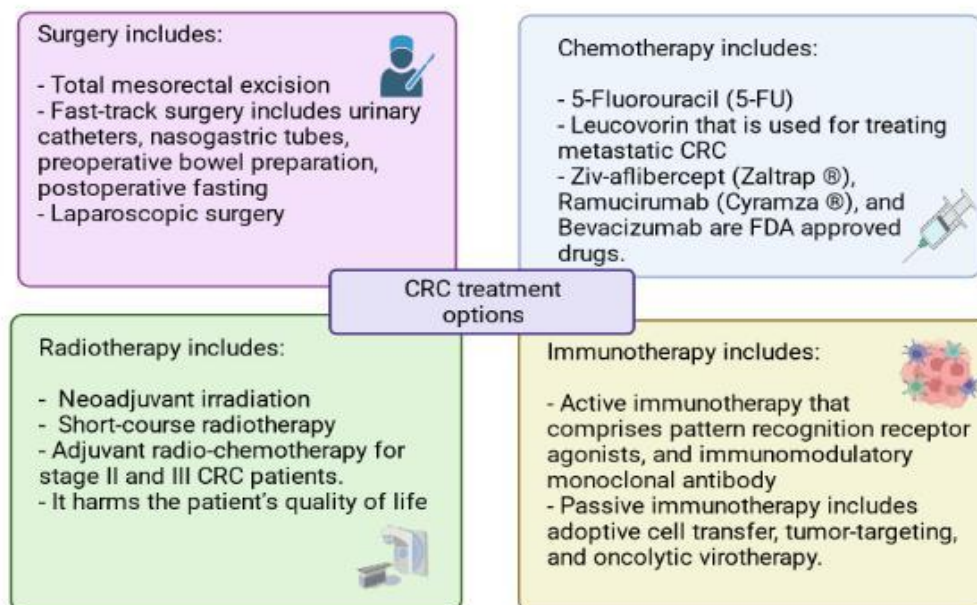 Surgery includes:
- Total mesorectal excision
- Fast-track surgery includes urinary
catheters, nasogastric tubes,
preoperative bowel preparation,
postoperative fasting
- Laparoscopic surgery
Chemotherapy includes:
- 5-Fluorouracil (5-FU)
- Leucovorin that is used for treating
metastatic CRC
- Ziv-aflibercept (Zaltrap ®),
Ramucirumab (Cyramza ®), and
Bevacizumab are FDA approved
drugs.
CRC treatment
options
Radiotherapy includes:
- Neoadjuvant irradiation
- Short-course radiotherapy
- Adjuvant radio-chemotherapy for
stage II and III CRC patients.
- It harms the patient's quality of life
Immunotherapy includes:
- Active immunotherapy that
comprises pattern recognition receptor
agonists, and immunomodulatory
monoclonal antibody
- Passive immunotherapy includes
adoptive cell transfer, tumor-targeting,
and oncolytic virotherapy.